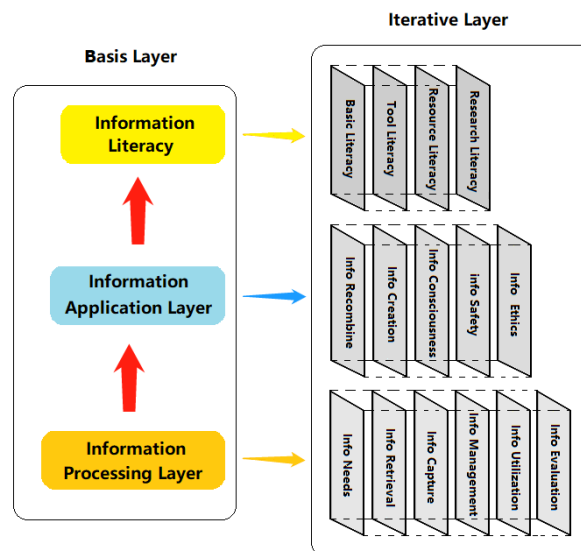 Iterative Layer
Basis Layer
Information
Literacy
Basic Literacy
Tool Literacy
Resource Literacy
Research Literacy
Information
Application Layer
Info Recombine
Info Creation
Info Consciousness
info Safety
Info Ethics
Information
Processing Layer
Info Needs
Info Retrieval
Info Capture
Info Management
Info Utilization
Info Evaluation